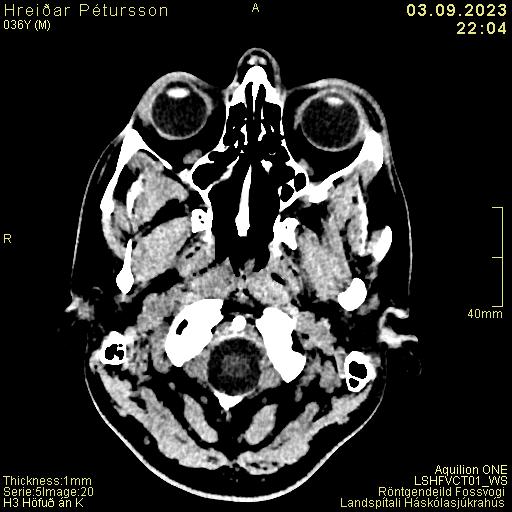 Hreiðar Pétursson
036Y (M)
A
03.09.2023
22:04
R
40mm
Thickness:1mm
Serie:5Image:20
H3 Höfuð án K
Aquilion ONE
LSHFVCT01_WS
Röntgendeild Fossvogi
Landspítali Háskólasjúkrahús